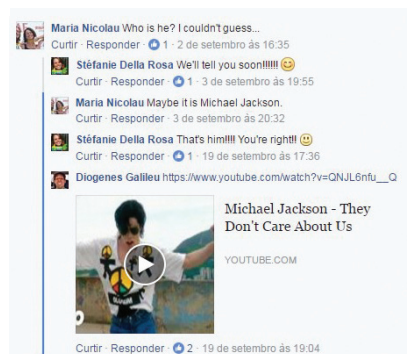 Maria Nicolau Who is he? I couldn't guess...
Curtir · Responder · 1 · 2 de setembro às 16:35
Stéfanie Della Rosa We'll tell you soon!!!!!!
Curtir · Responder · 1 · 3 de setembro às 19:55
Maria Nicolau Maybe it is Michael Jackson.
Curtir · Responder · 3 de setembro às 20:32
Stéfanie Della Rosa That's him!!!! You're right!!
Curtir · Responder · 1 · 19 de setembro às 17:36
Diogenes Galileu https://www.youtube.com/watch?v=QNJL6nfu__Q
Michael Jackson - They
Don't Care About Us
YOUTUBE.COM
Curtir · Responder · 2 · 19 de setembro às 19:04